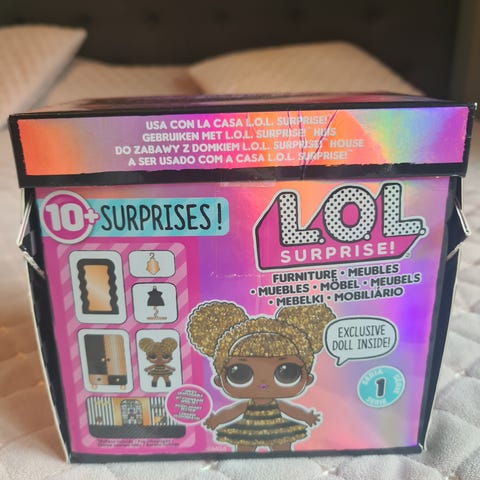 USA CON LA CASA L.O.L. SURPRISE!
GEBRUIKEN MET L.O.L. SURPRISE! HUIS
DO ZABAWY Z DOMKIEM L.O.L. SURPRISE! HOUSE
A SER USADO COM A CASA L.O.L. SURPRISE!
10+ SURPRISES!
L.O.L.
SURPRISE!
FURNITURE • MEUBLES
• MUEBLES • MÖBEL • MEUBELS
• MEBELKI • MOBILIÁRIO
EXCLUSIVE
DOLL INSIDE!
1
SERIE